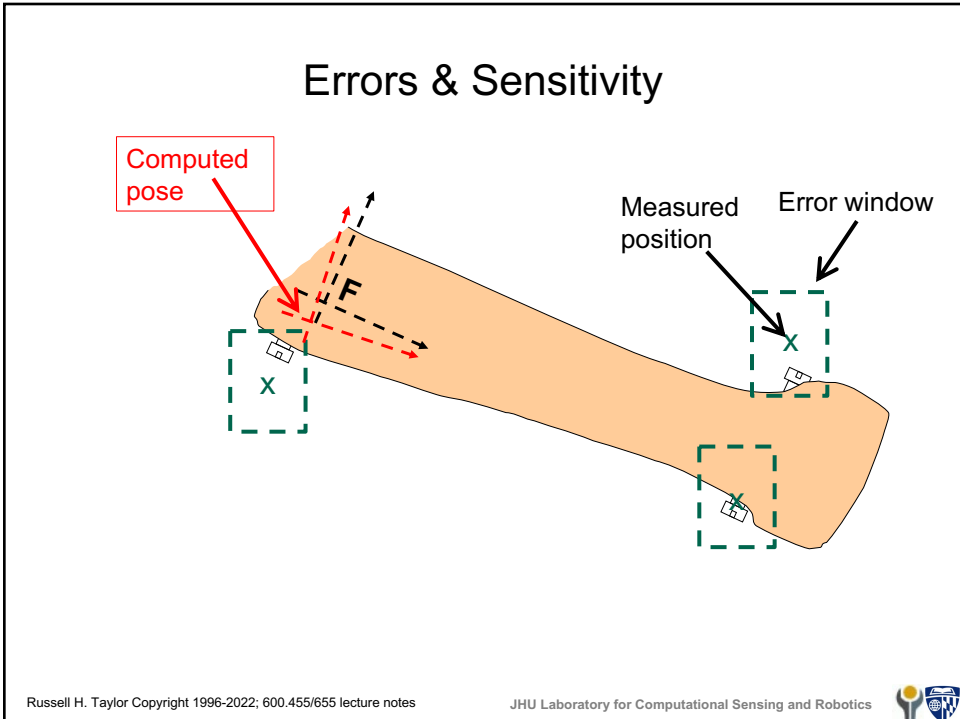 Errors & Sensitivity
Computed
pose
Measured
position
Error window
F
x
x
x
Russell H. Taylor Copyright 1996-2022; 600.455/655 lecture notes
JHU Laboratory for Computational Sensing and Robotics